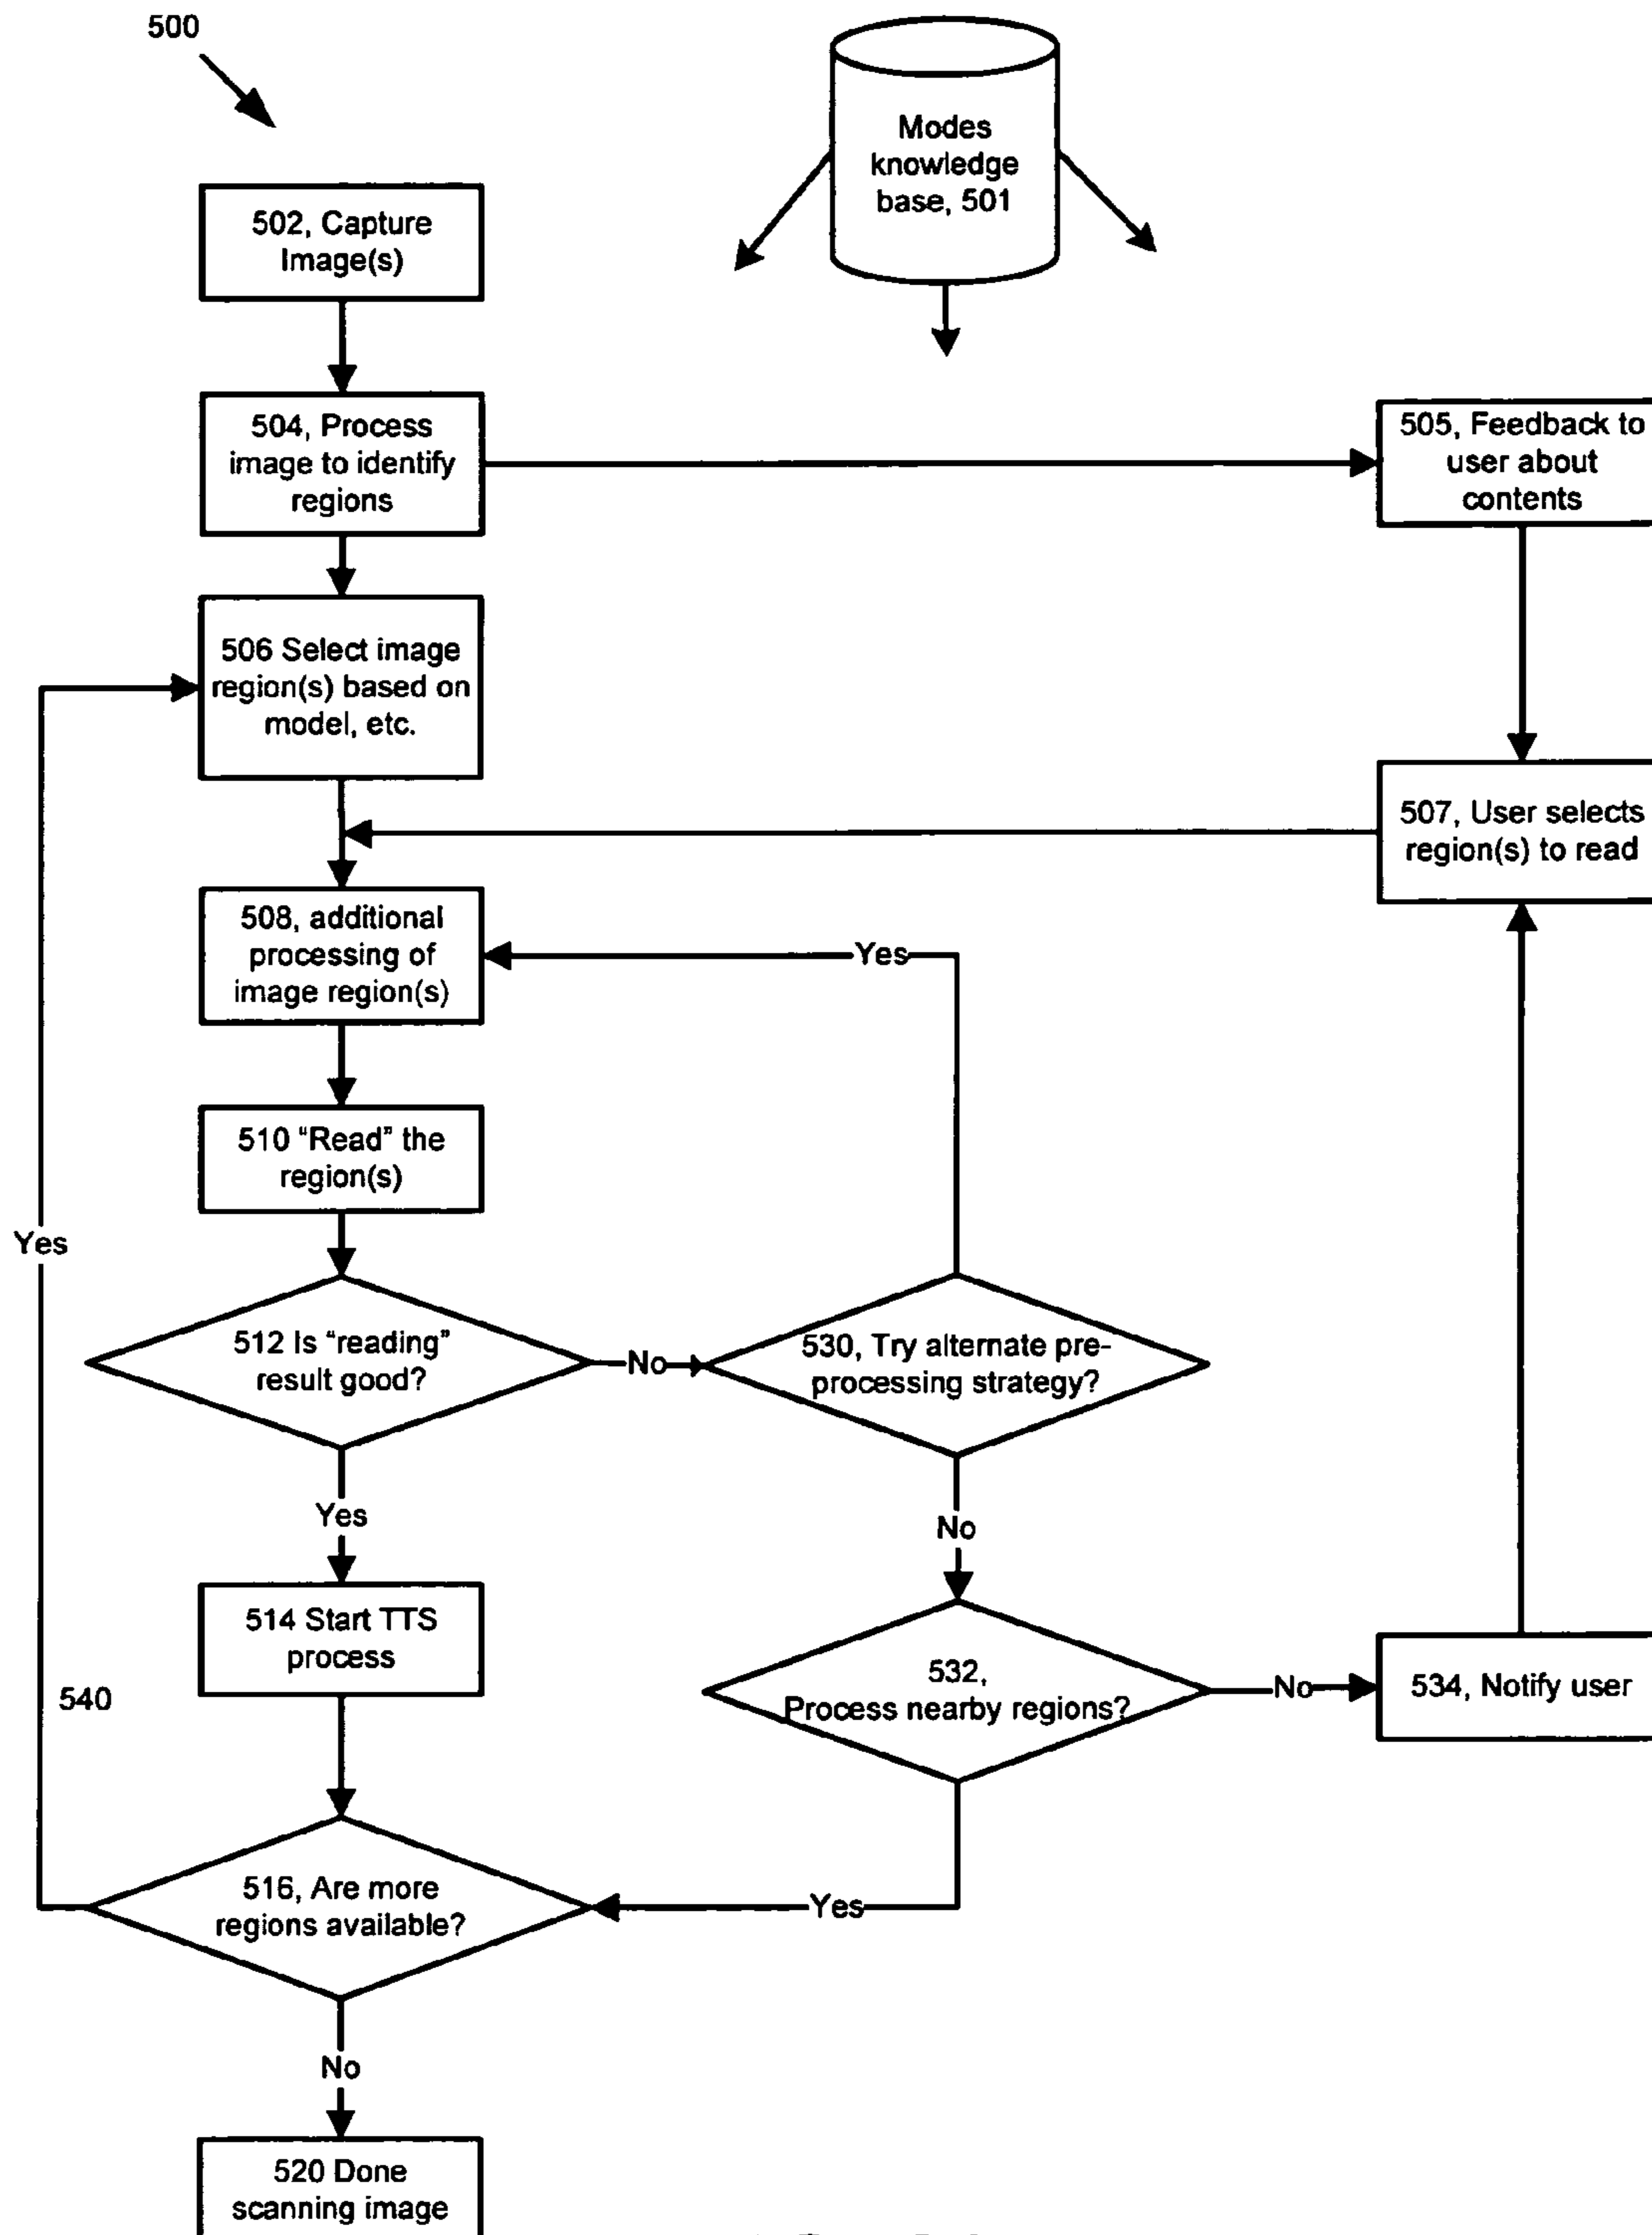 500
Modes
knowledge
base, 501
502, Capture
Image(s)
504, Process
image to identify
regions
505, Feedback to
user about
contents
506 Select image
region(s) based on
model, etc.
507, User selects
region(s) to read
508, additional
processing of
image region(s)
Yes
510 “Read” the
region(s)
Yes
512 Is “reading”
result good?
No
530, Try alternate pre-
processing strategy?
Yes
No
514 Start TTS
process
532,
Process nearby regions?
No
534, Notify user
540
516, Are more
regions available?
Yes
No
520 Done
scanning image